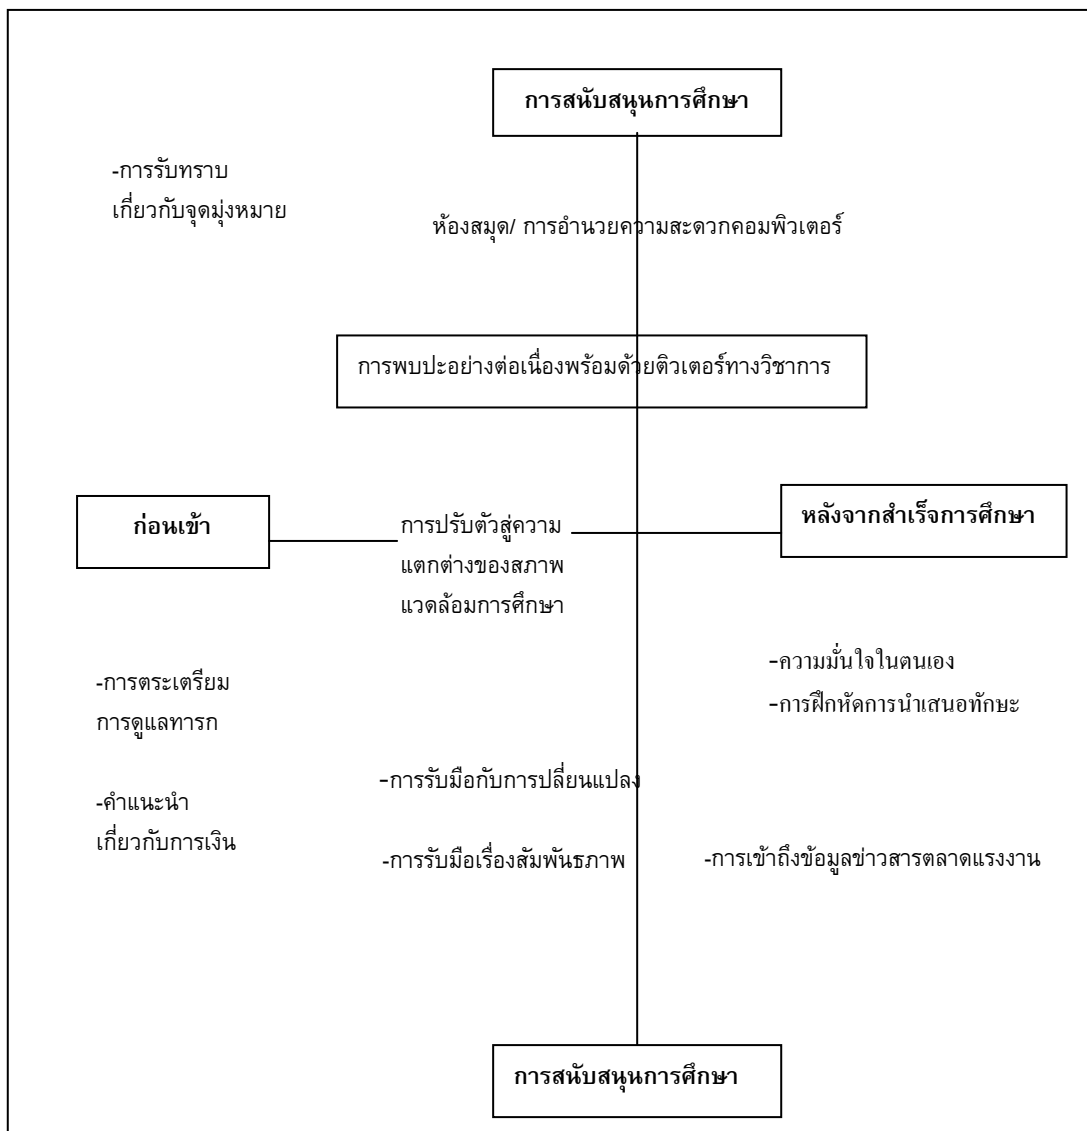 การสนับสนุนการศึกษา
-การรับทราบ
เกี่ยวกับจุดมุ่งหมาย
ห้องสมุด/ การอำนวยความสะดวกคอมพิวเตอร์
การพบปะอย่างต่อเนื่องพร้อมด้วยติวเตอร์ทางวิชาการ
ก่อนเข้า
การปรับตัวสู่ความ
แตกต่างของสภาพ
แวดล้อมการศึกษา
หลังจากสำเร็จการศึกษา
-การตระเตรียม
การดูแลทารก
-ความมั่นใจในตนเอง
-การฝึกหัดการนำเสนอทักษะ
-คำแนะนำ
เกี่ยวกับการเงิน
-การรับมือกับการปลี่ยนแปลง
-การรับมือเรื่องสัมพันธภาพ
-การเข้าถึงข้อมูลข่าวสารตลาดแรงงาน
การสนับสนุนการศึกษา